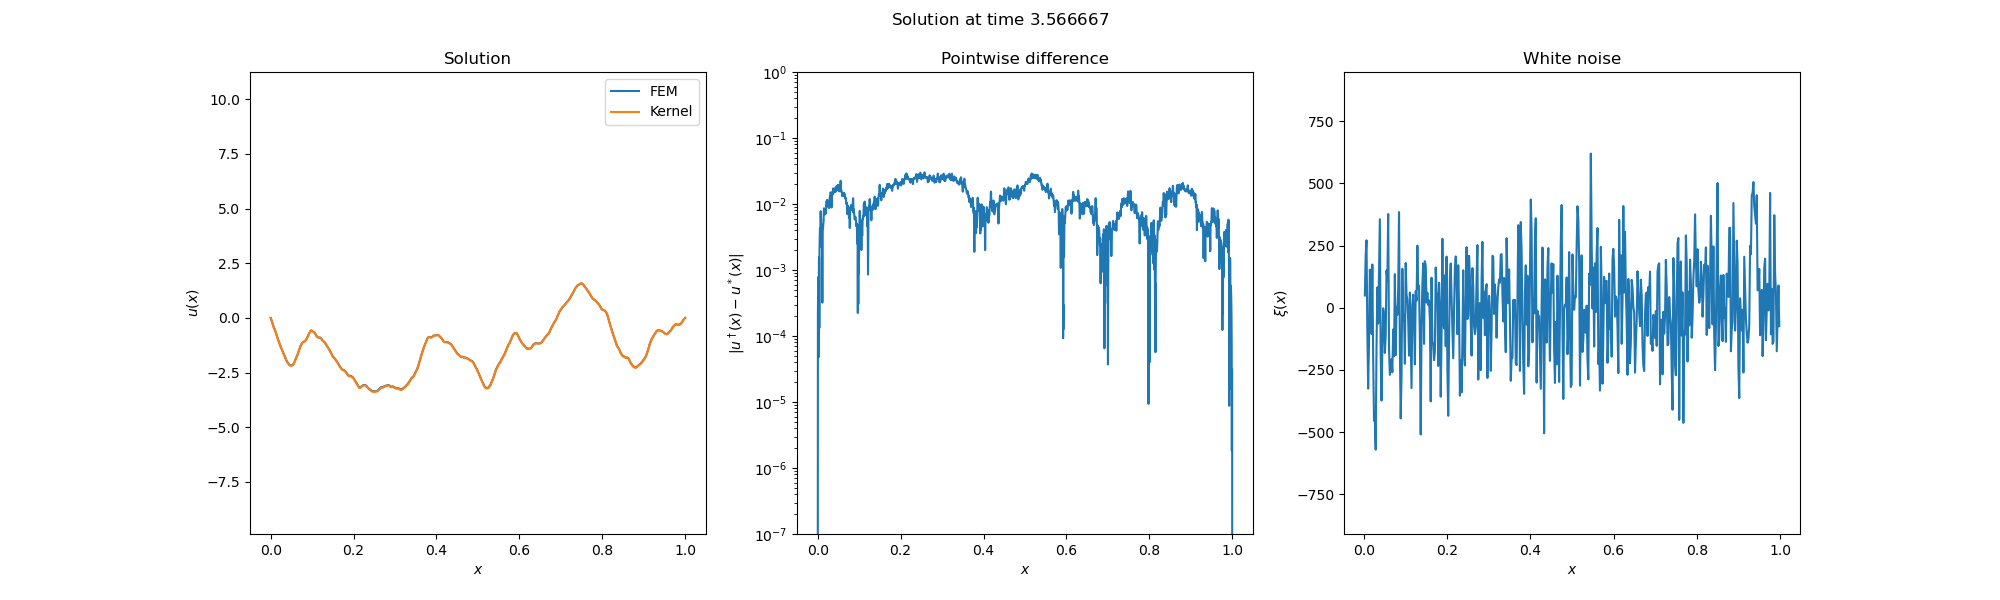 Solution at time 3.566667
Solution
FEM
Kernel
10.0
7.5
5.0
2.5
0.0
−2.5
−5.0
−7.5
u(x)
0.0 0.2 0.4 0.6 0.8 1.0
x
Pointwise difference
10⁰
10⁻¹
10⁻²
10⁻³
10⁻⁴
10⁻⁵
10⁻⁶
10⁻⁷
|u†(x) − u*(x)|
0.0 0.2 0.4 0.6 0.8 1.0
x
White noise
750
500
250
0
−250
−500
−750
ξ(x)
0.0 0.2 0.4 0.6 0.8 1.0
x